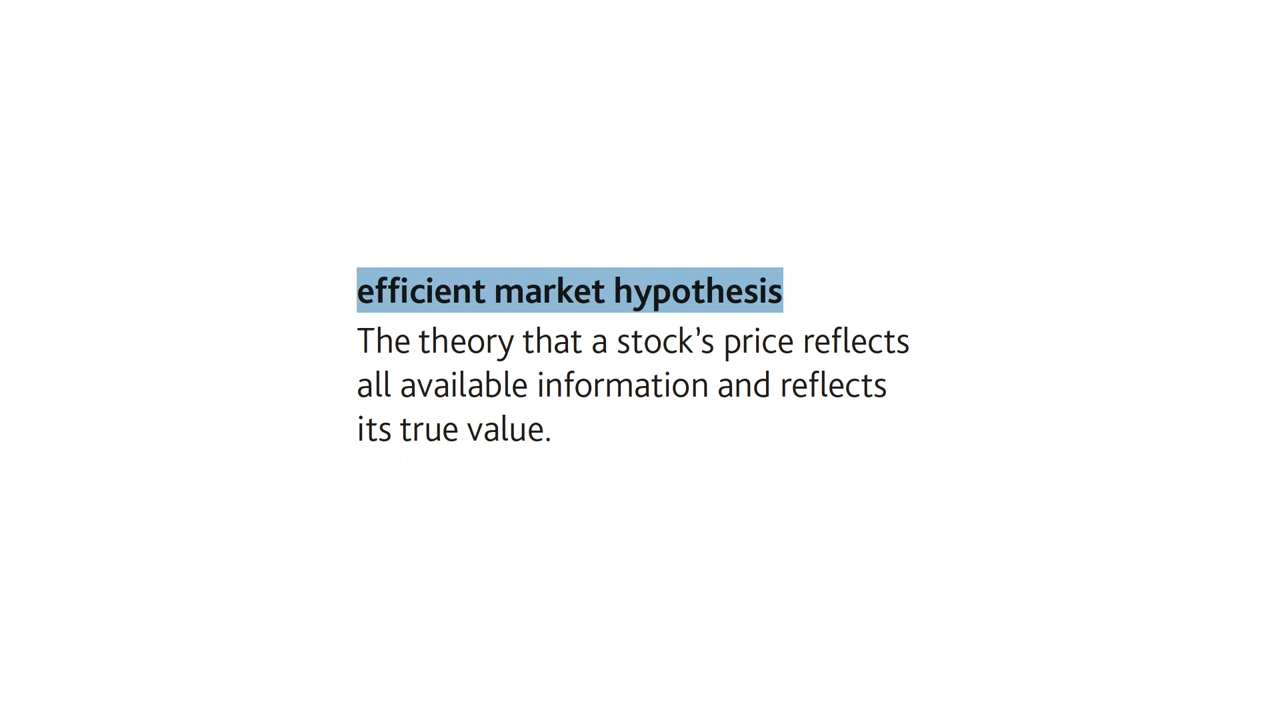 efficient market hypothesis
The theory that a stock’s price reflects
all available information and reflects
its true value.